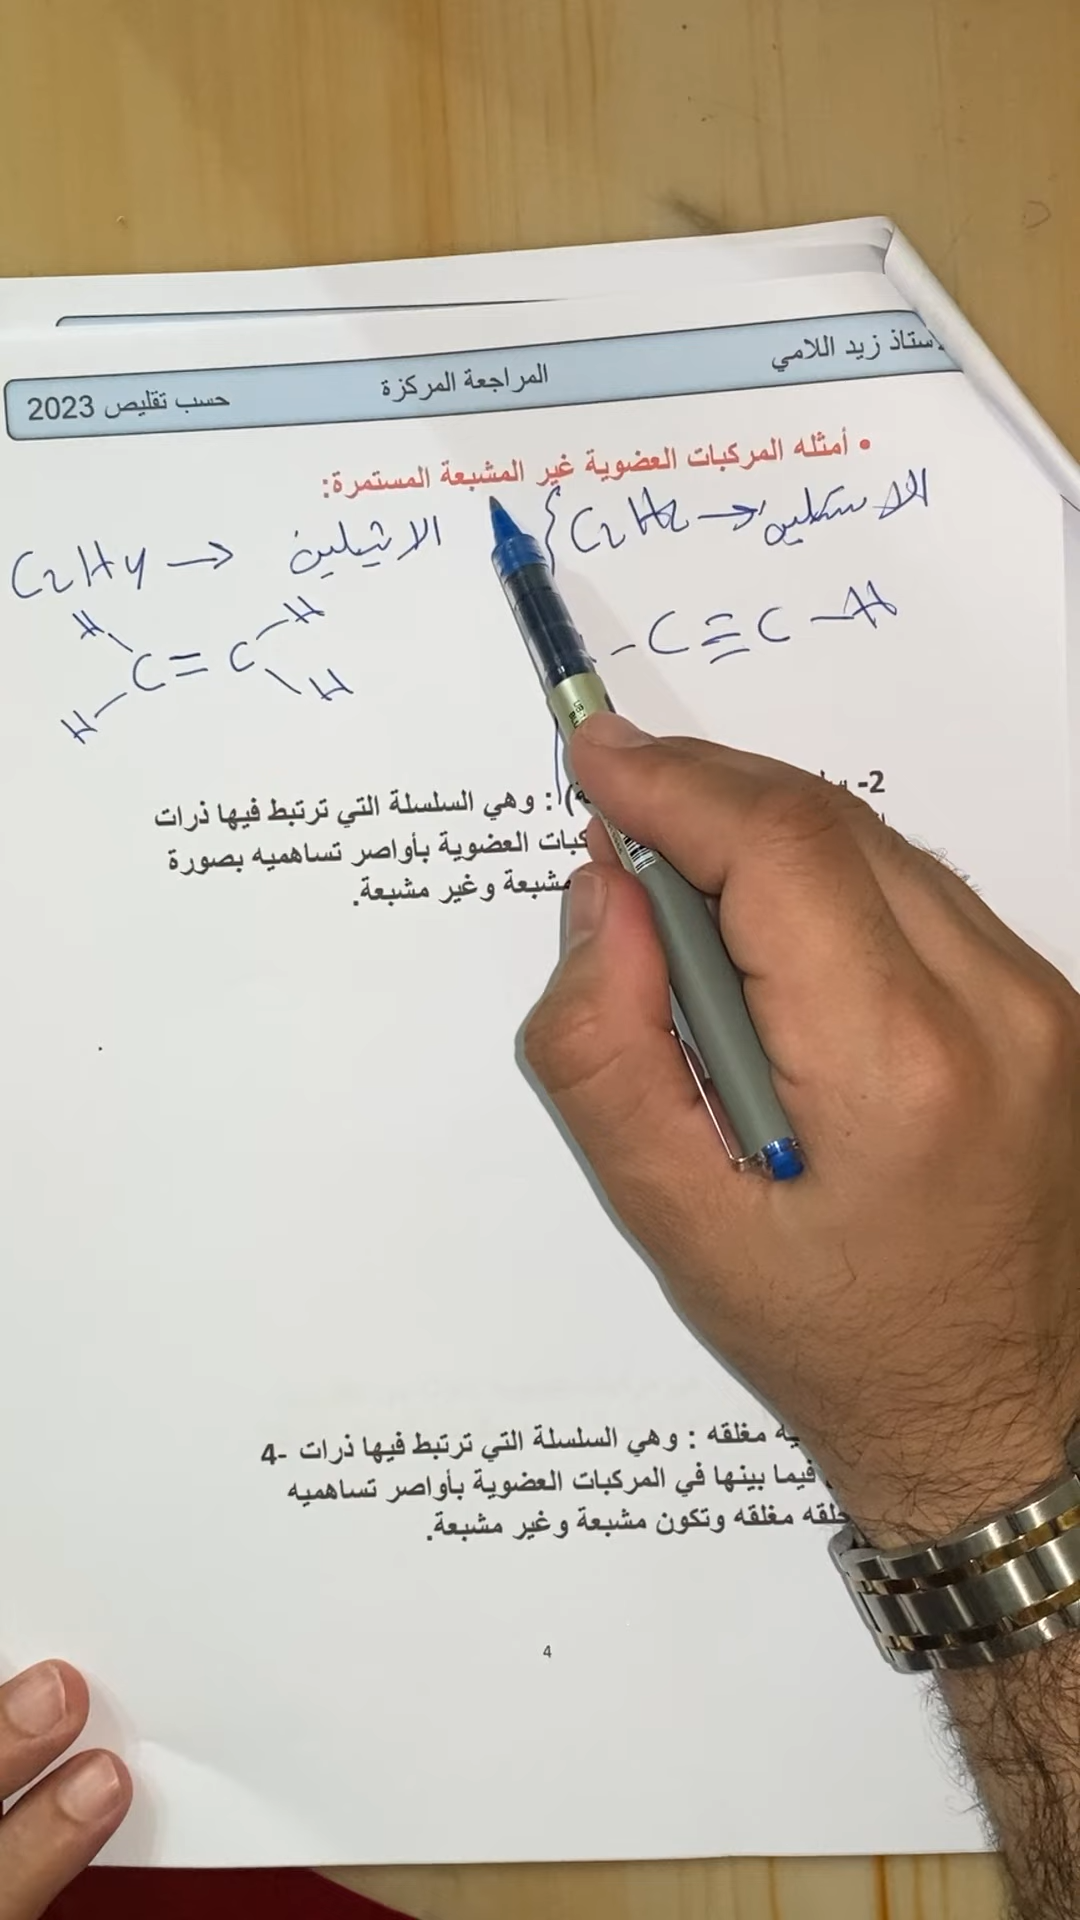 زيد اللامي المراجعة المركزة حسب تقليص 2023
• أمثله المركبات العضوية غير المشبعة المستمرة:
C2H2 → الاستيلين
C2H4 → الاثيلين
- C ≡ C - H
H H
C = C
H H
2-
) : وهي السلسلة التي ترتبط فيها ذرات
العضوية بأواصر تساهميه بصورة
مشبعة وغير مشبعة.
4- مغلقه : وهي السلسلة التي ترتبط فيها ذرات
فيما بينها في المركبات العضوية بأواصر تساهميه
مغلقه وتكون مشبعة وغير مشبعة.
4